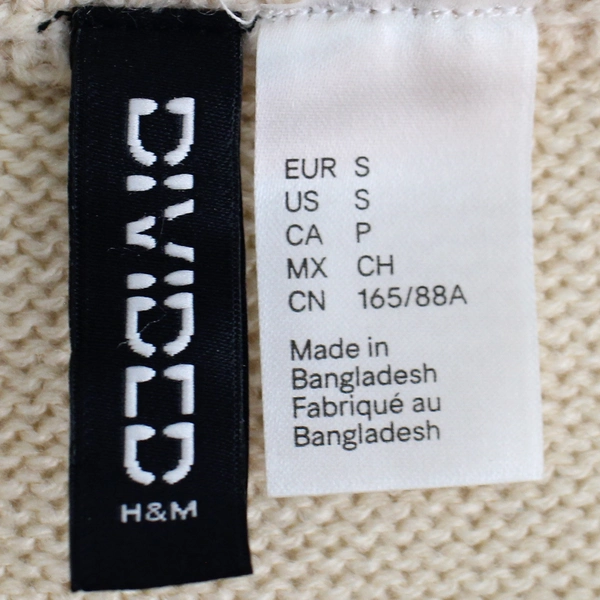 DIVIDED
H&M
EUR S
US S
CA P
MX CH
CN 165/88A
Made in
Bangladesh
Fabriqué au
Bangladesh